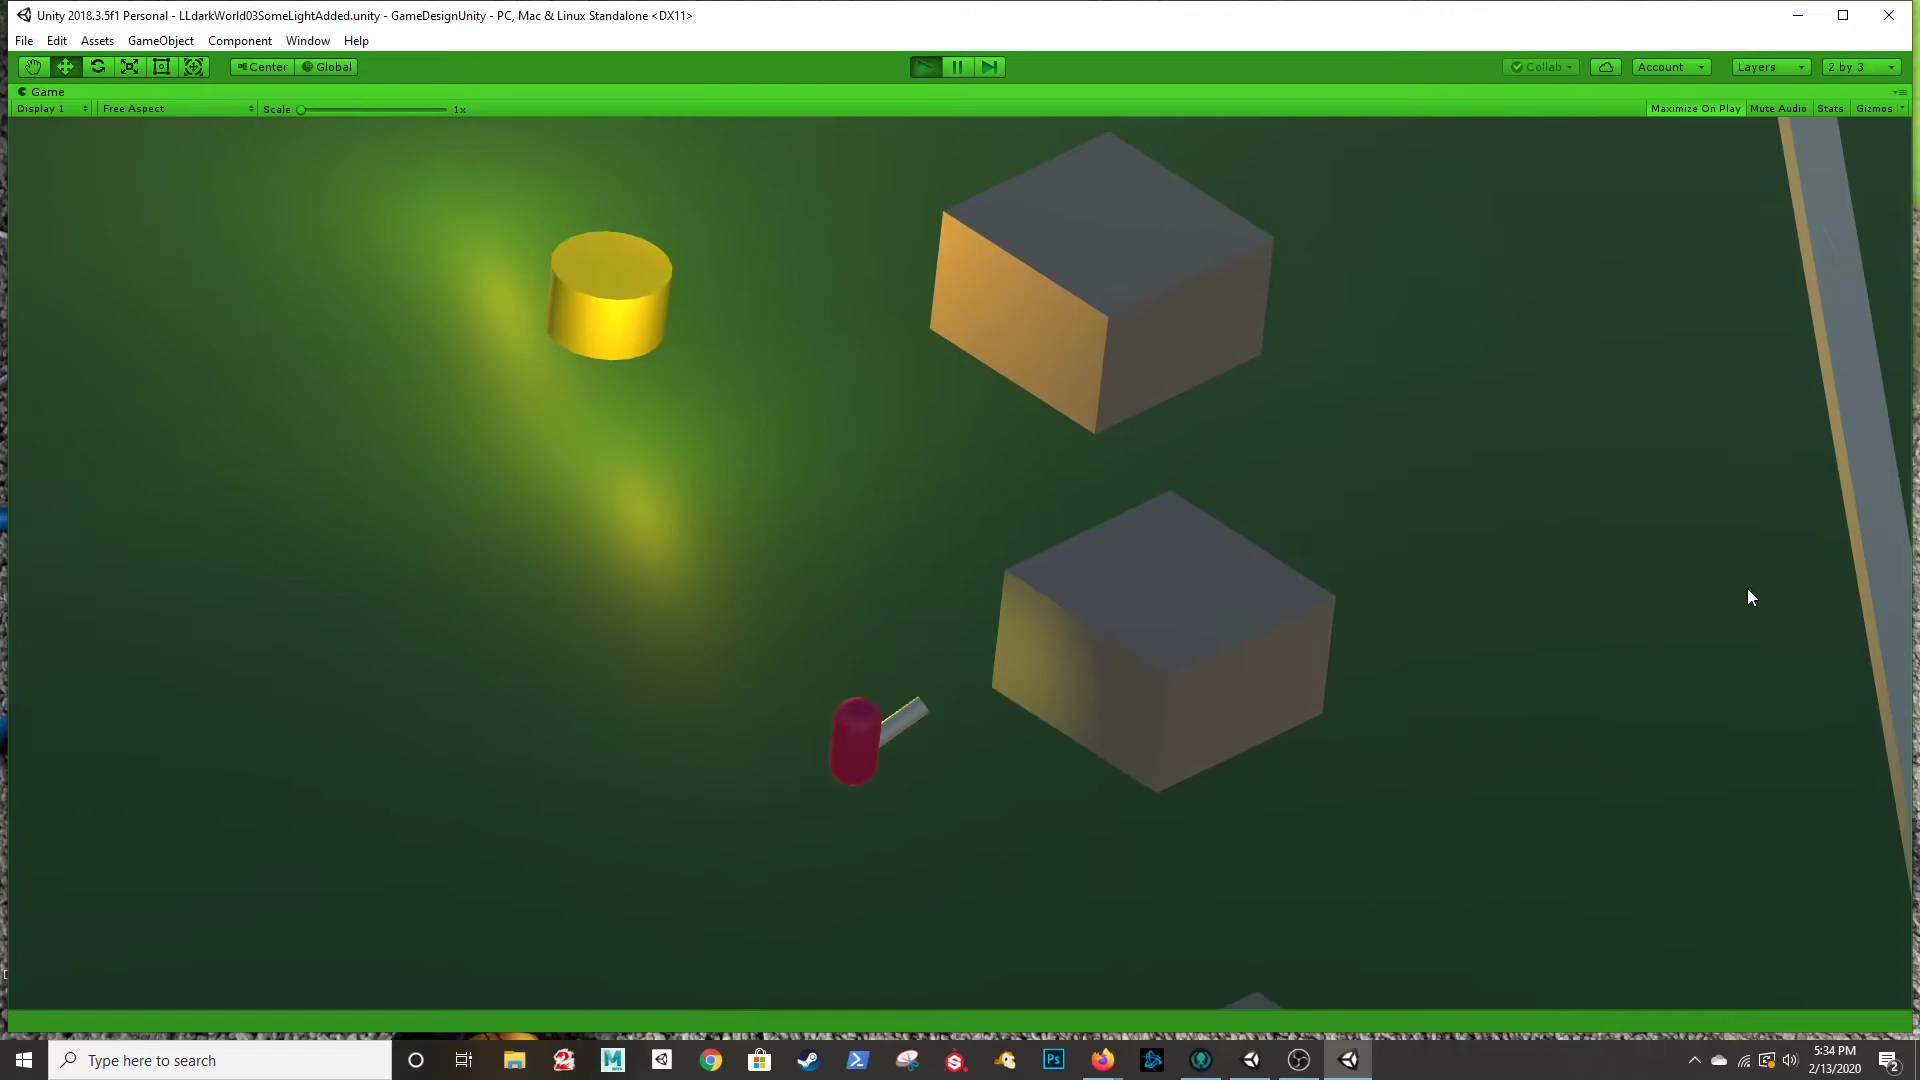 Unity 2018.3.5f1 Personal - LLdarkWorld03SomeLightAdded.unity - GameDesignUnity - PC, Mac & Linux Standalone <DX11>
File Edit Assets GameObject Component Window Help
Center Global Collab Account Layers 2 by 3
Game
Display 1 Free Aspect Scale 1x Maximize On Play Mute Audio Stats Gizmos
Type here to search
Ps
5:34 PM
2/13/2020
2